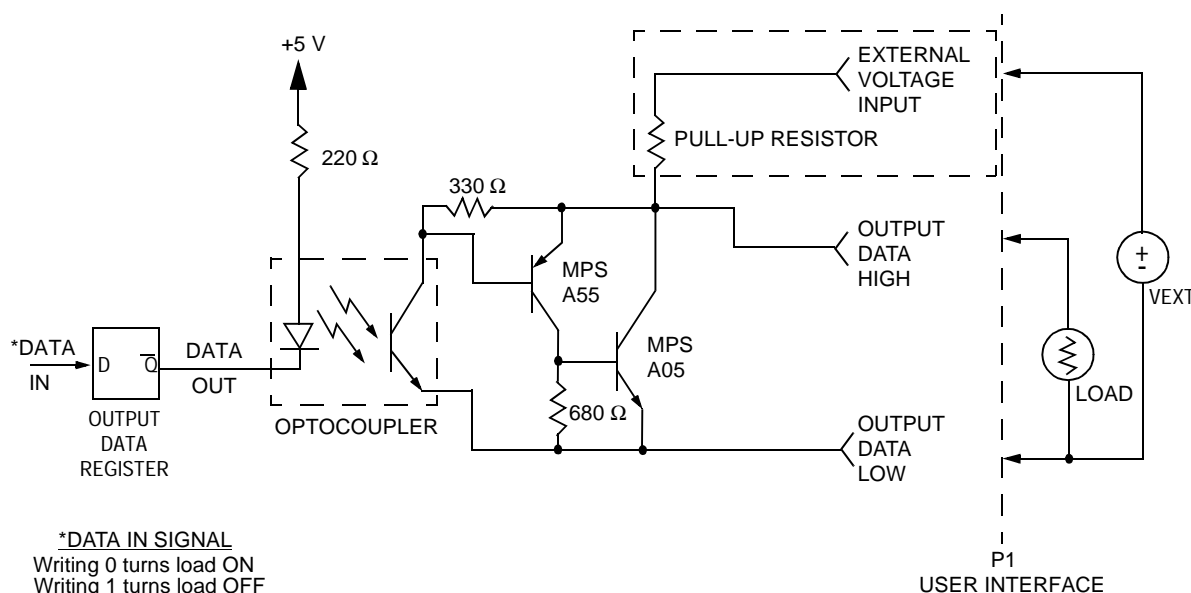 +5 V
220 Ω
EXTERNAL
VOLTAGE
INPUT
PULL-UP RESISTOR
330 Ω
OUTPUT
DATA
HIGH
MPS
A55
+
-
VEXT
*DATA
IN
D
Q̅
DATA
OUT
OUTPUT
DATA
REGISTER
OPTOCOUPLER
MPS
A05
680 Ω
LOAD
OUTPUT
DATA
LOW
*DATA IN SIGNAL
Writing 0 turns load ON
Writing 1 turns load OFF
P1
USER INTERFACE